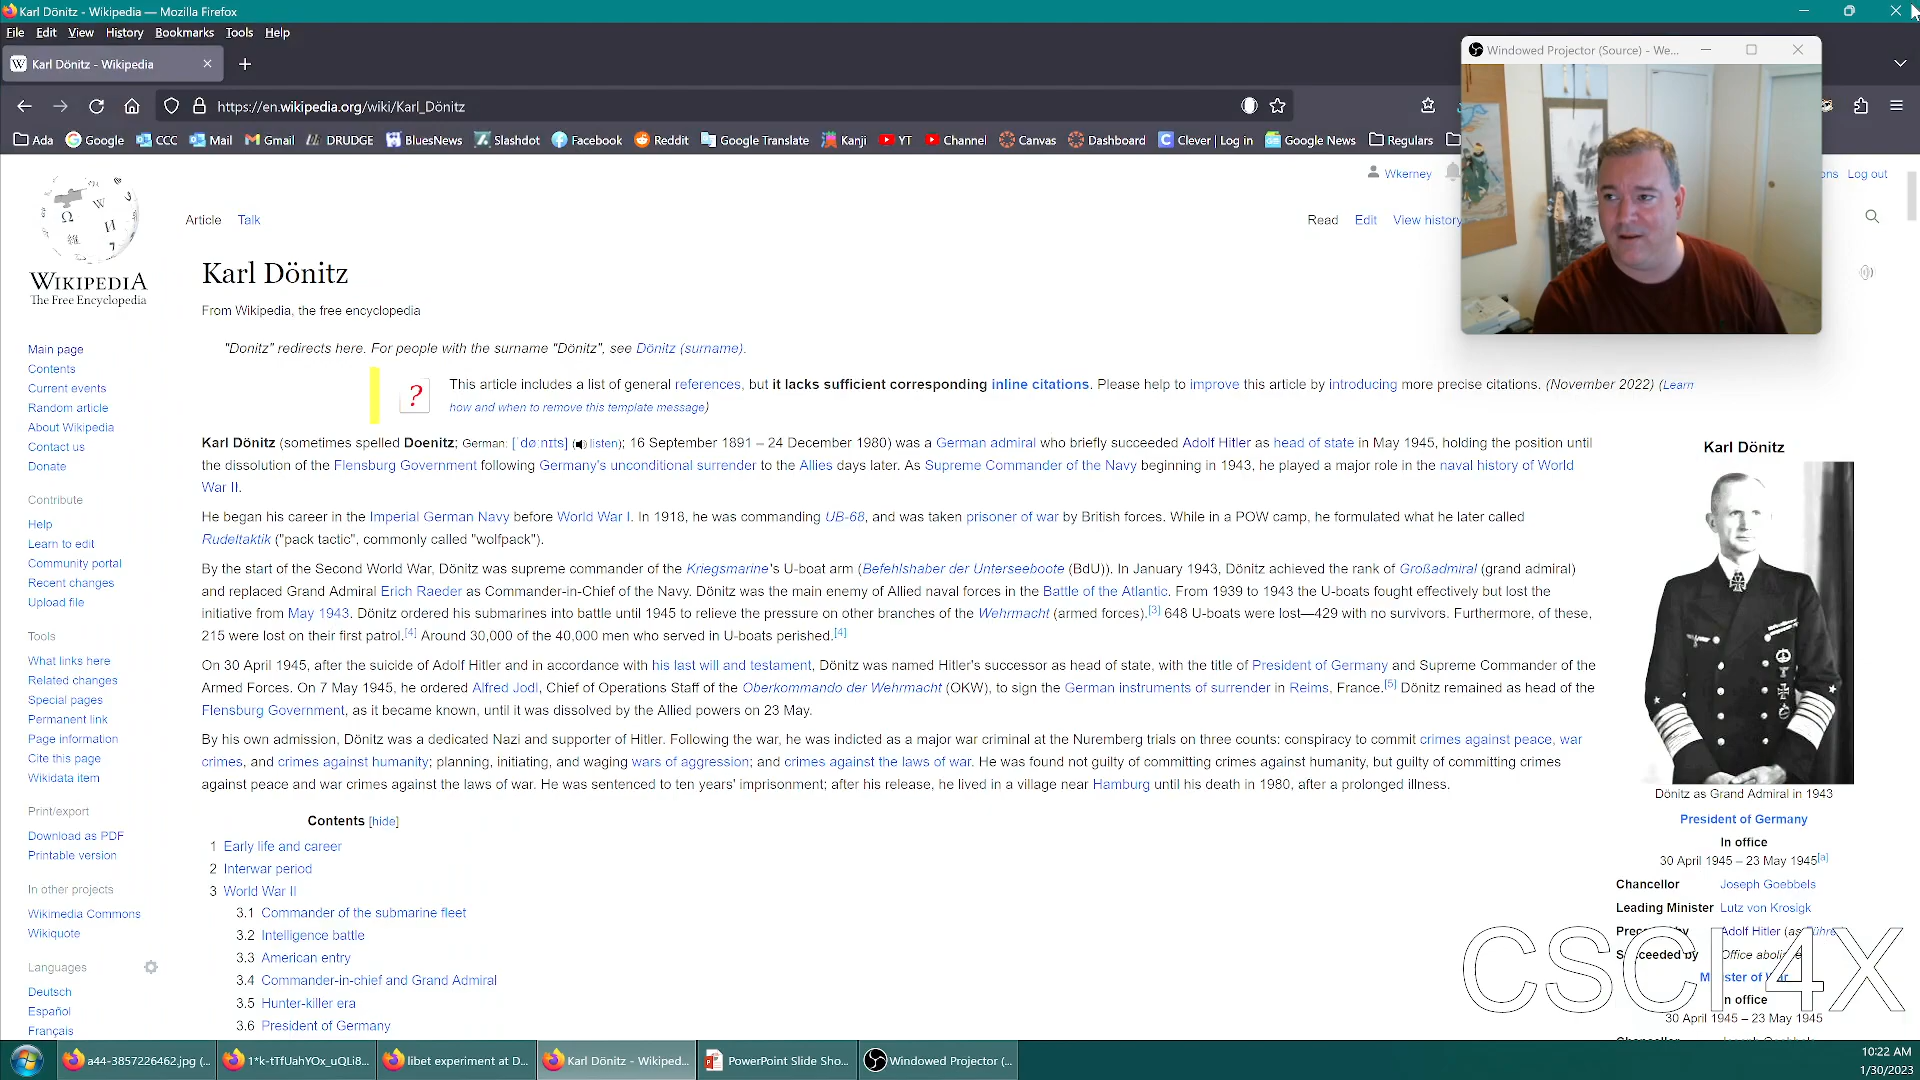 Karl Dönitz - Wikipedia — Mozilla Firefox
File Edit View History Bookmarks Tools Help
Karl Dönitz - Wikipedia
Windowed Projector (Source) - We...
https://en.wikipedia.org/wiki/Karl_Dönitz
Ada Google CCC Mail Gmail DRUDGE BluesNews Slashdot Facebook Reddit Google Translate Kanji YT Channel Canvas Dashboard Clever | Log in Google News Regulars
Wkerney Log out
WIKIPEDIA
The Free Encyclopedia
Article Talk Read Edit View history
Karl Dönitz
From Wikipedia, the free encyclopedia
"Donitz" redirects here. For people with the surname "Dönitz", see Dönitz (surname).
This article includes a list of general references, but it lacks sufficient corresponding inline citations. Please help to improve this article by introducing more precise citations. (November 2022) (Learn
how and when to remove this template message)
Karl Dönitz (sometimes spelled Doenitz; German: [ˈdøːnɪts] (listen); 16 September 1891 – 24 December 1980) was a German admiral who briefly succeeded Adolf Hitler as head of state in May 1945, holding the position until
the dissolution of the Flensburg Government following Germany's unconditional surrender to the Allies days later. As Supreme Commander of the Navy beginning in 1943, he played a major role in the naval history of World
War II.
He began his career in the Imperial German Navy before World War I. In 1918, he was commanding UB-68, and was taken prisoner of war by British forces. While in a POW camp, he formulated what he later called
Rudeltaktik ("pack tactic", commonly called "wolfpack").
By the start of the Second World War, Dönitz was supreme commander of the Kriegsmarine's U-boat arm (Befehlshaber der Unterseeboote (BdU)). In January 1943, Dönitz achieved the rank of Großadmiral (grand admiral)
and replaced Grand Admiral Erich Raeder as Commander-in-Chief of the Navy. Dönitz was the main enemy of Allied naval forces in the Battle of the Atlantic. From 1939 to 1943 the U-boats fought effectively but lost the
initiative from May 1943. Dönitz ordered his submarines into battle until 1945 to relieve the pressure on other branches of the Wehrmacht (armed forces).[3] 648 U-boats were lost—429 with no survivors. Furthermore, of these,
215 were lost on their first patrol.[4] Around 30,000 of the 40,000 men who served in U-boats perished.[4]
On 30 April 1945, after the suicide of Adolf Hitler and in accordance with his last will and testament, Dönitz was named Hitler's successor as head of state, with the title of President of Germany and Supreme Commander of the
Armed Forces. On 7 May 1945, he ordered Alfred Jodl, Chief of Operations Staff of the Oberkommando der Wehrmacht (OKW), to sign the German instruments of surrender in Reims, France.[5] Dönitz remained as head of the
Flensburg Government, as it became known, until it was dissolved by the Allied powers on 23 May.
By his own admission, Dönitz was a dedicated Nazi and supporter of Hitler. Following the war, he was indicted as a major war criminal at the Nuremberg trials on three counts: conspiracy to commit crimes against peace, war
crimes, and crimes against humanity; planning, initiating, and waging wars of aggression; and crimes against the laws of war. He was found not guilty of committing crimes against humanity, but guilty of committing crimes
against peace and war crimes against the laws of war. He was sentenced to ten years' imprisonment; after his release, he lived in a village near Hamburg until his death in 1980, after a prolonged illness.
Contents [hide]
1 Early life and career
2 Interwar period
3 World War II
3.1 Commander of the submarine fleet
3.2 Intelligence battle
3.3 American entry
3.4 Commander-in-chief and Grand Admiral
3.5 Hunter-killer era
3.6 President of Germany
Main page
Contents
Current events
Random article
About Wikipedia
Contact us
Donate
Contribute
Help
Learn to edit
Community portal
Recent changes
Upload file
Tools
What links here
Related changes
Special pages
Permanent link
Page information
Cite this page
Wikidata item
Print/export
Download as PDF
Printable version
In other projects
Wikimedia Commons
Wikiquote
Languages
Deutsch
Español
Français
Karl Dönitz
Dönitz as Grand Admiral in 1943
President of Germany
In office
30 April 1945 – 23 May 1945[a]
Chancellor Joseph Goebbels
Leading Minister Lutz von Krosigk
Adolf Hitler (as
30 April 1945 – 23 May 1945
CSCI 4X
a44-3857226462.jpg (... 1*k-tTfUahYOx_uQLi8... libet experiment at D... Karl Dönitz - Wikiped... PowerPoint Slide Sho... Windowed Projector (...
10:22 AM
1/30/2023